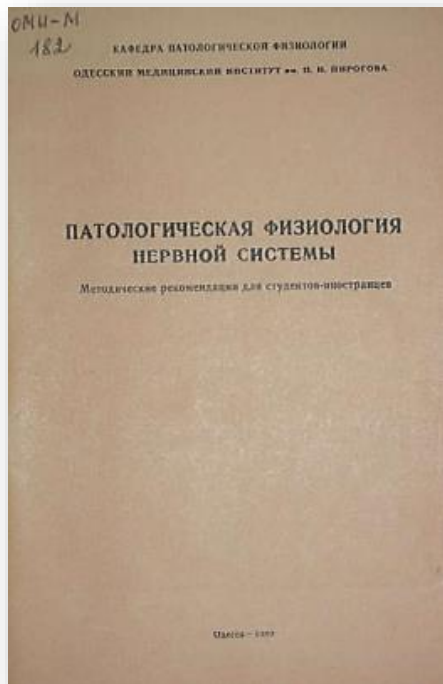 ОМИ-М
182
КАФЕДРА ПАТОЛОГИЧЕСКОЙ ФИЗИОЛОГИИ
ОДЕССКИЙ МЕДИЦИНСКИЙ ИНСТИТУТ им. Н. И. ПИРОГОВА
ПАТОЛОГИЧЕСКАЯ ФИЗИОЛОГИЯ
НЕРВНОЙ СИСТЕМЫ
Методические рекомендации для студентов-иностранцев
Одесса –